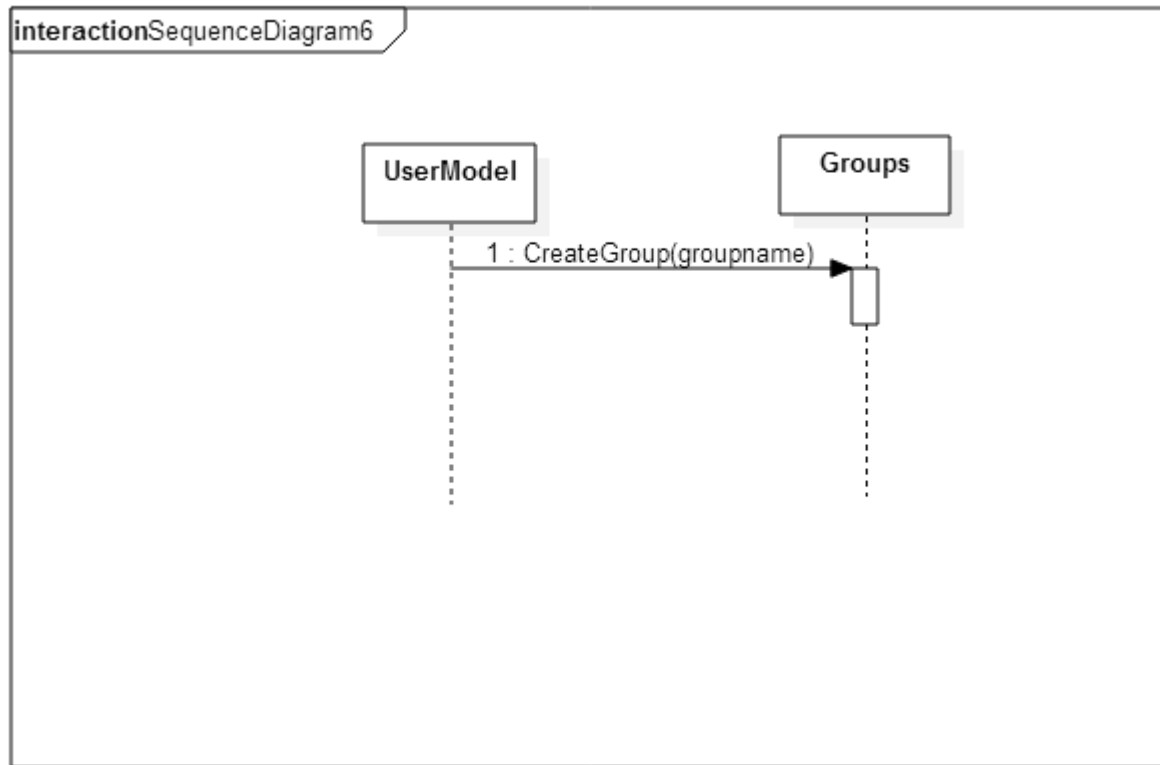 interactionSequenceDiagram6
UserModel
Groups
1 : CreateGroup(groupname)